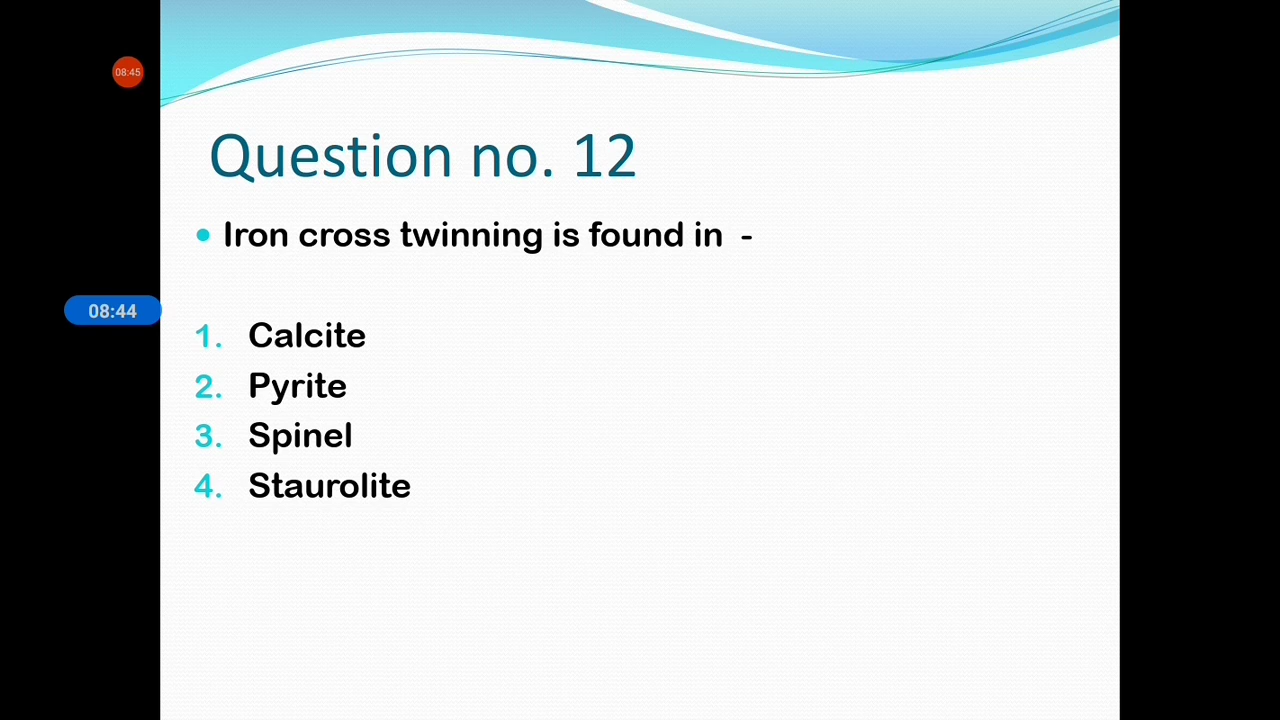 08:45
Question no. 12
Iron cross twinning is found in -
08:44
1. Calcite
2. Pyrite
3. Spinel
4. Staurolite